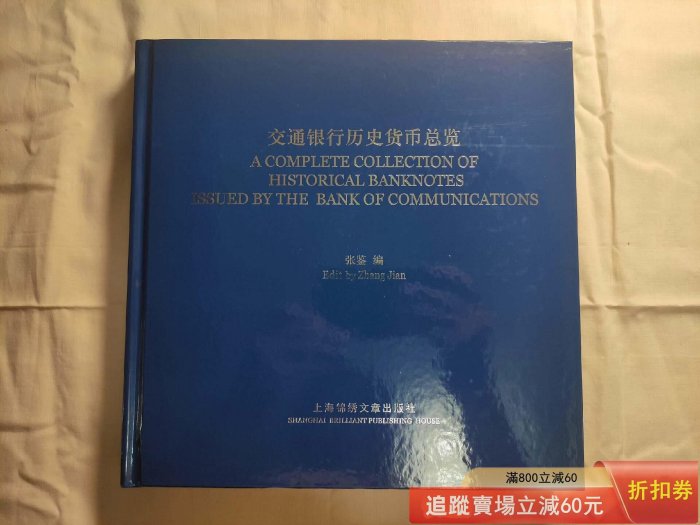 交通银行历史货币总览
A COMPLETE COLLECTION OF
HISTORICAL BANKNOTES
ISSUED BY THE BANK OF COMMUNICATIONS
张鉴 编
Edit by Zhang Jian
上海锦绣文章出版社
SHANGHAI BRILLIANT PUBLISHING HOUSE
滿800立減60
追蹤賣場立減60元
折扣券